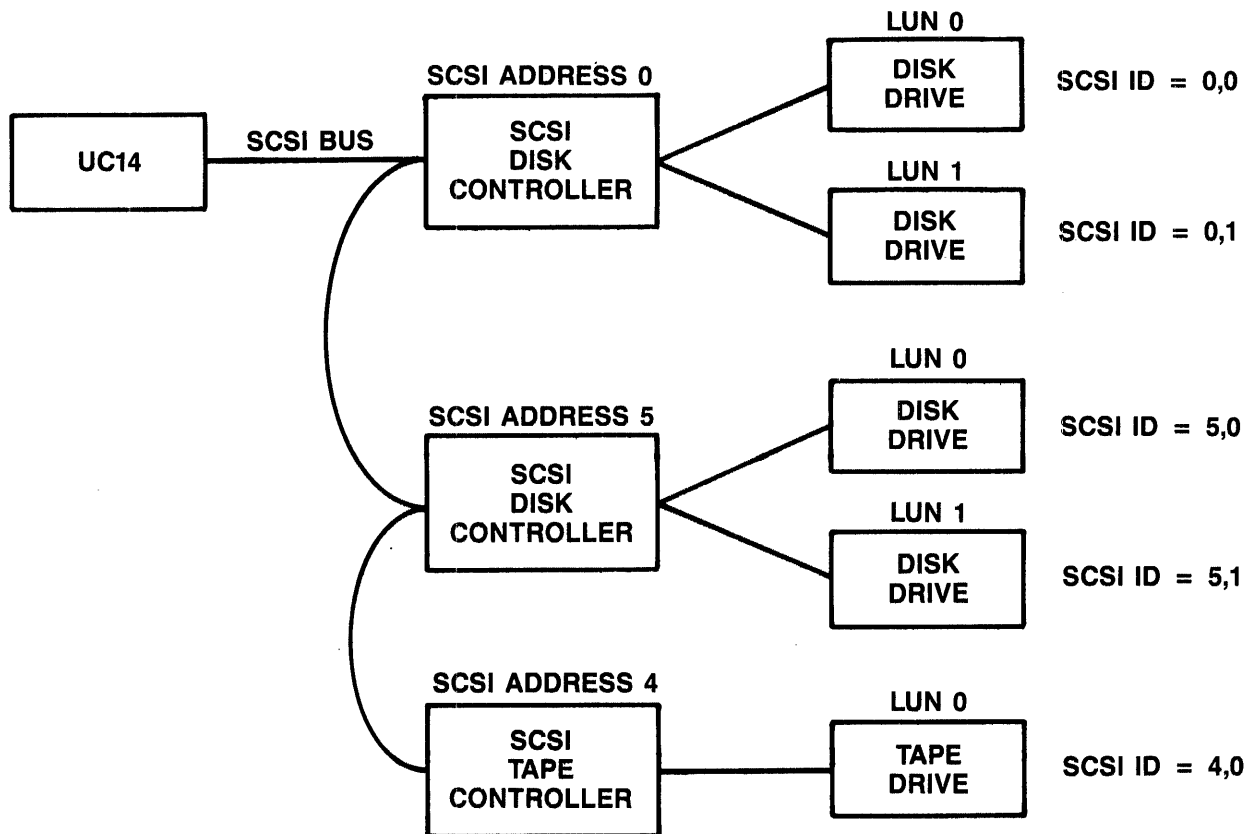 LUN 0
SCSI ADDRESS 0
DISK
DRIVE
SCSI ID = 0,0
UC14
SCSI BUS
SCSI
DISK
CONTROLLER
LUN 1
DISK
DRIVE
SCSI ID = 0,1
LUN 0
SCSI ADDRESS 5
DISK
DRIVE
SCSI ID = 5,0
SCSI
DISK
CONTROLLER
LUN 1
DISK
DRIVE
SCSI ID = 5,1
SCSI ADDRESS 4
LUN 0
SCSI
TAPE
CONTROLLER
TAPE
DRIVE
SCSI ID = 4,0